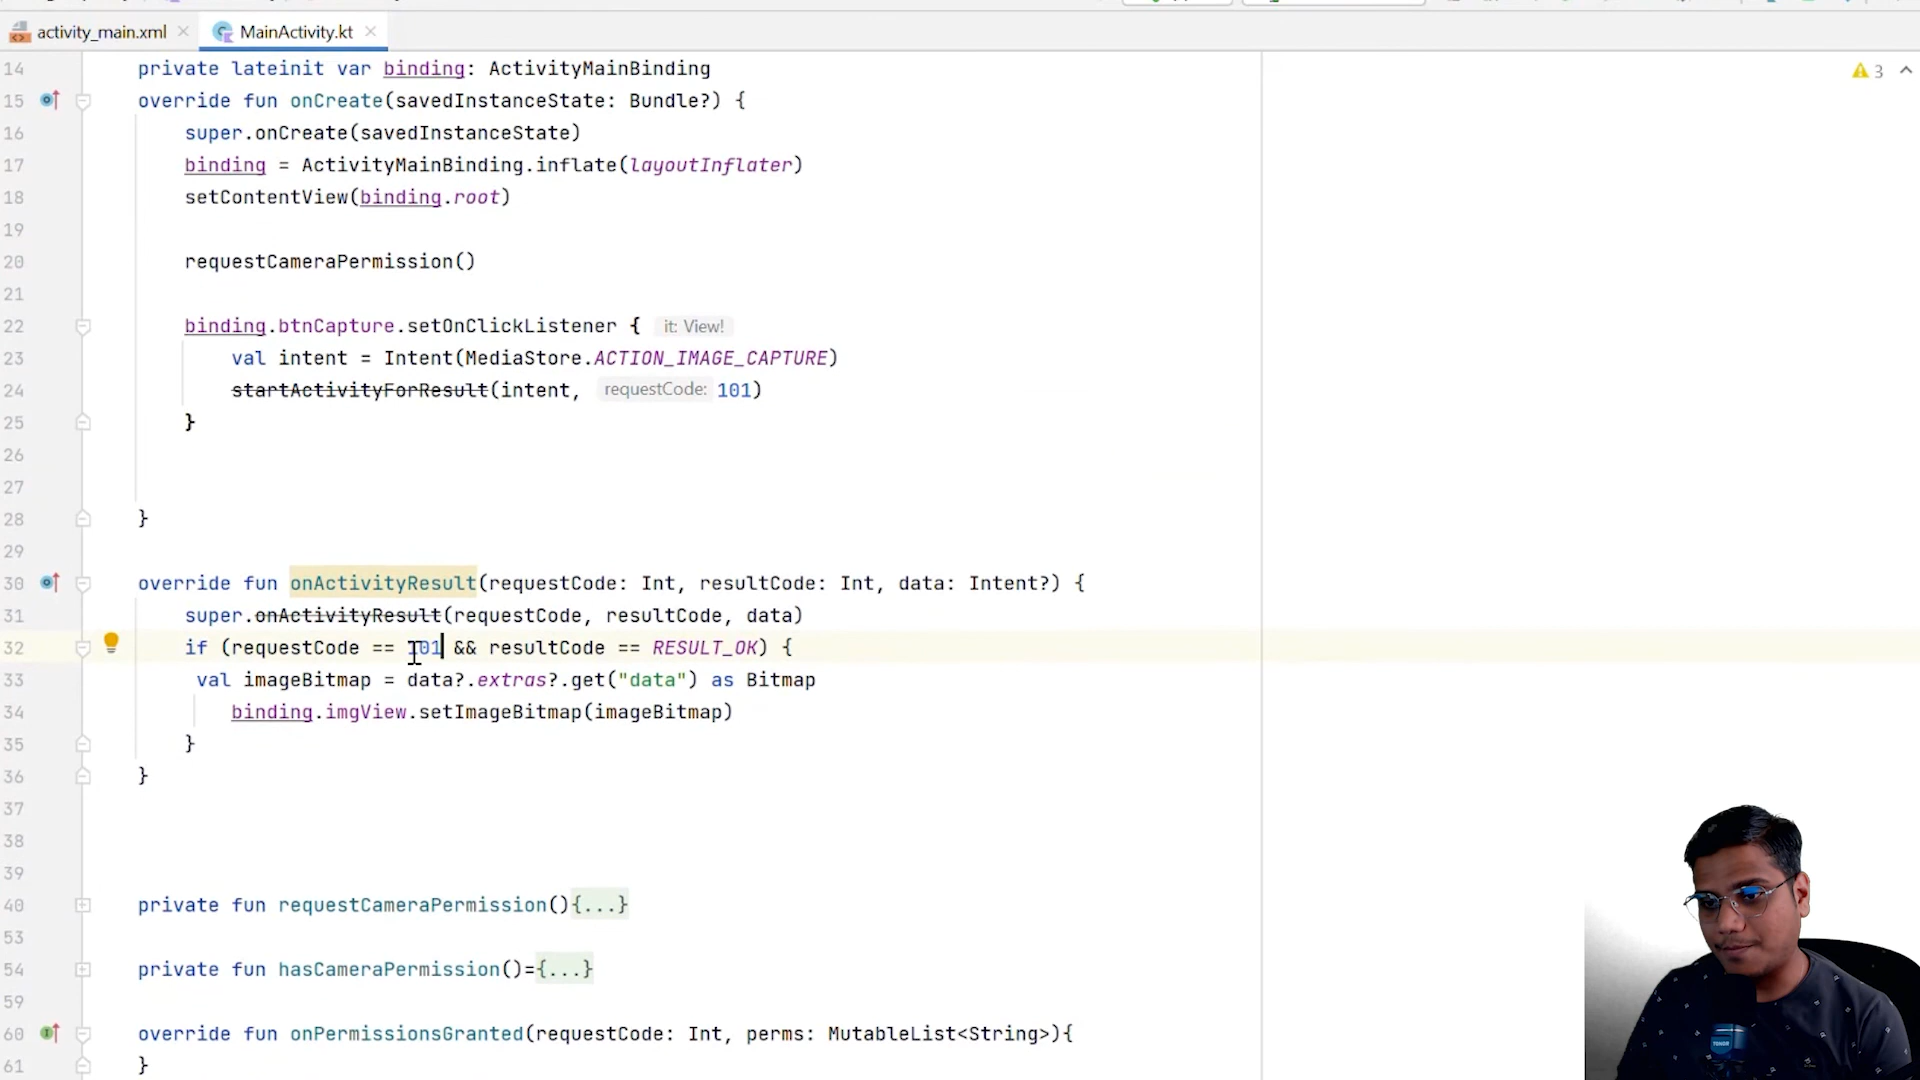 activity_main.xml
MainActivity.kt
3
14 private lateinit var binding: ActivityMainBinding
15 override fun onCreate(savedInstanceState: Bundle?) {
16 super.onCreate(savedInstanceState)
17 binding = ActivityMainBinding.inflate(layoutInflater)
18 setContentView(binding.root)
19
20 requestCameraPermission()
21
22 binding.btnCapture.setOnClickListener { it: View!
23 val intent = Intent(MediaStore.ACTION_IMAGE_CAPTURE)
24 startActivityForResult(intent, requestCode: 101)
25 }
26
27
28 }
29
30 override fun onActivityResult(requestCode: Int, resultCode: Int, data: Intent?) {
31 super.onActivityResult(requestCode, resultCode, data)
32 if (requestCode == 101 && resultCode == RESULT_OK) {
33 val imageBitmap = data?.extras?.get("data") as Bitmap
34 binding.imgView.setImageBitmap(imageBitmap)
35 }
36 }
37
38
39
40 private fun requestCameraPermission(){...}
53
54 private fun hasCameraPermission()={...}
59
60 override fun onPermissionsGranted(requestCode: Int, perms: MutableList<String>){
61 }